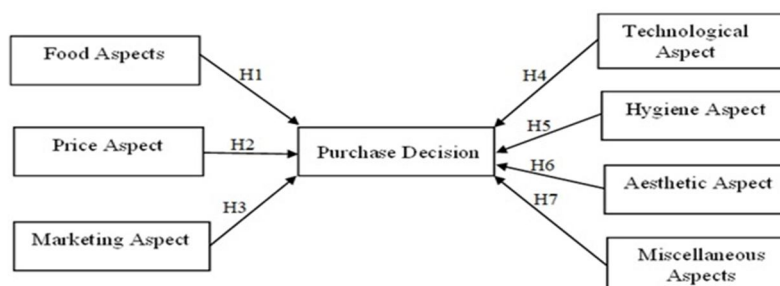 Food Aspects
H1
Price Aspect
H2
Marketing Aspect
H3
Purchase Decision
Technological
Aspect
H4
Hygiene Aspect
H5
Aesthetic Aspect
H6
Miscellaneous
Aspects
H7